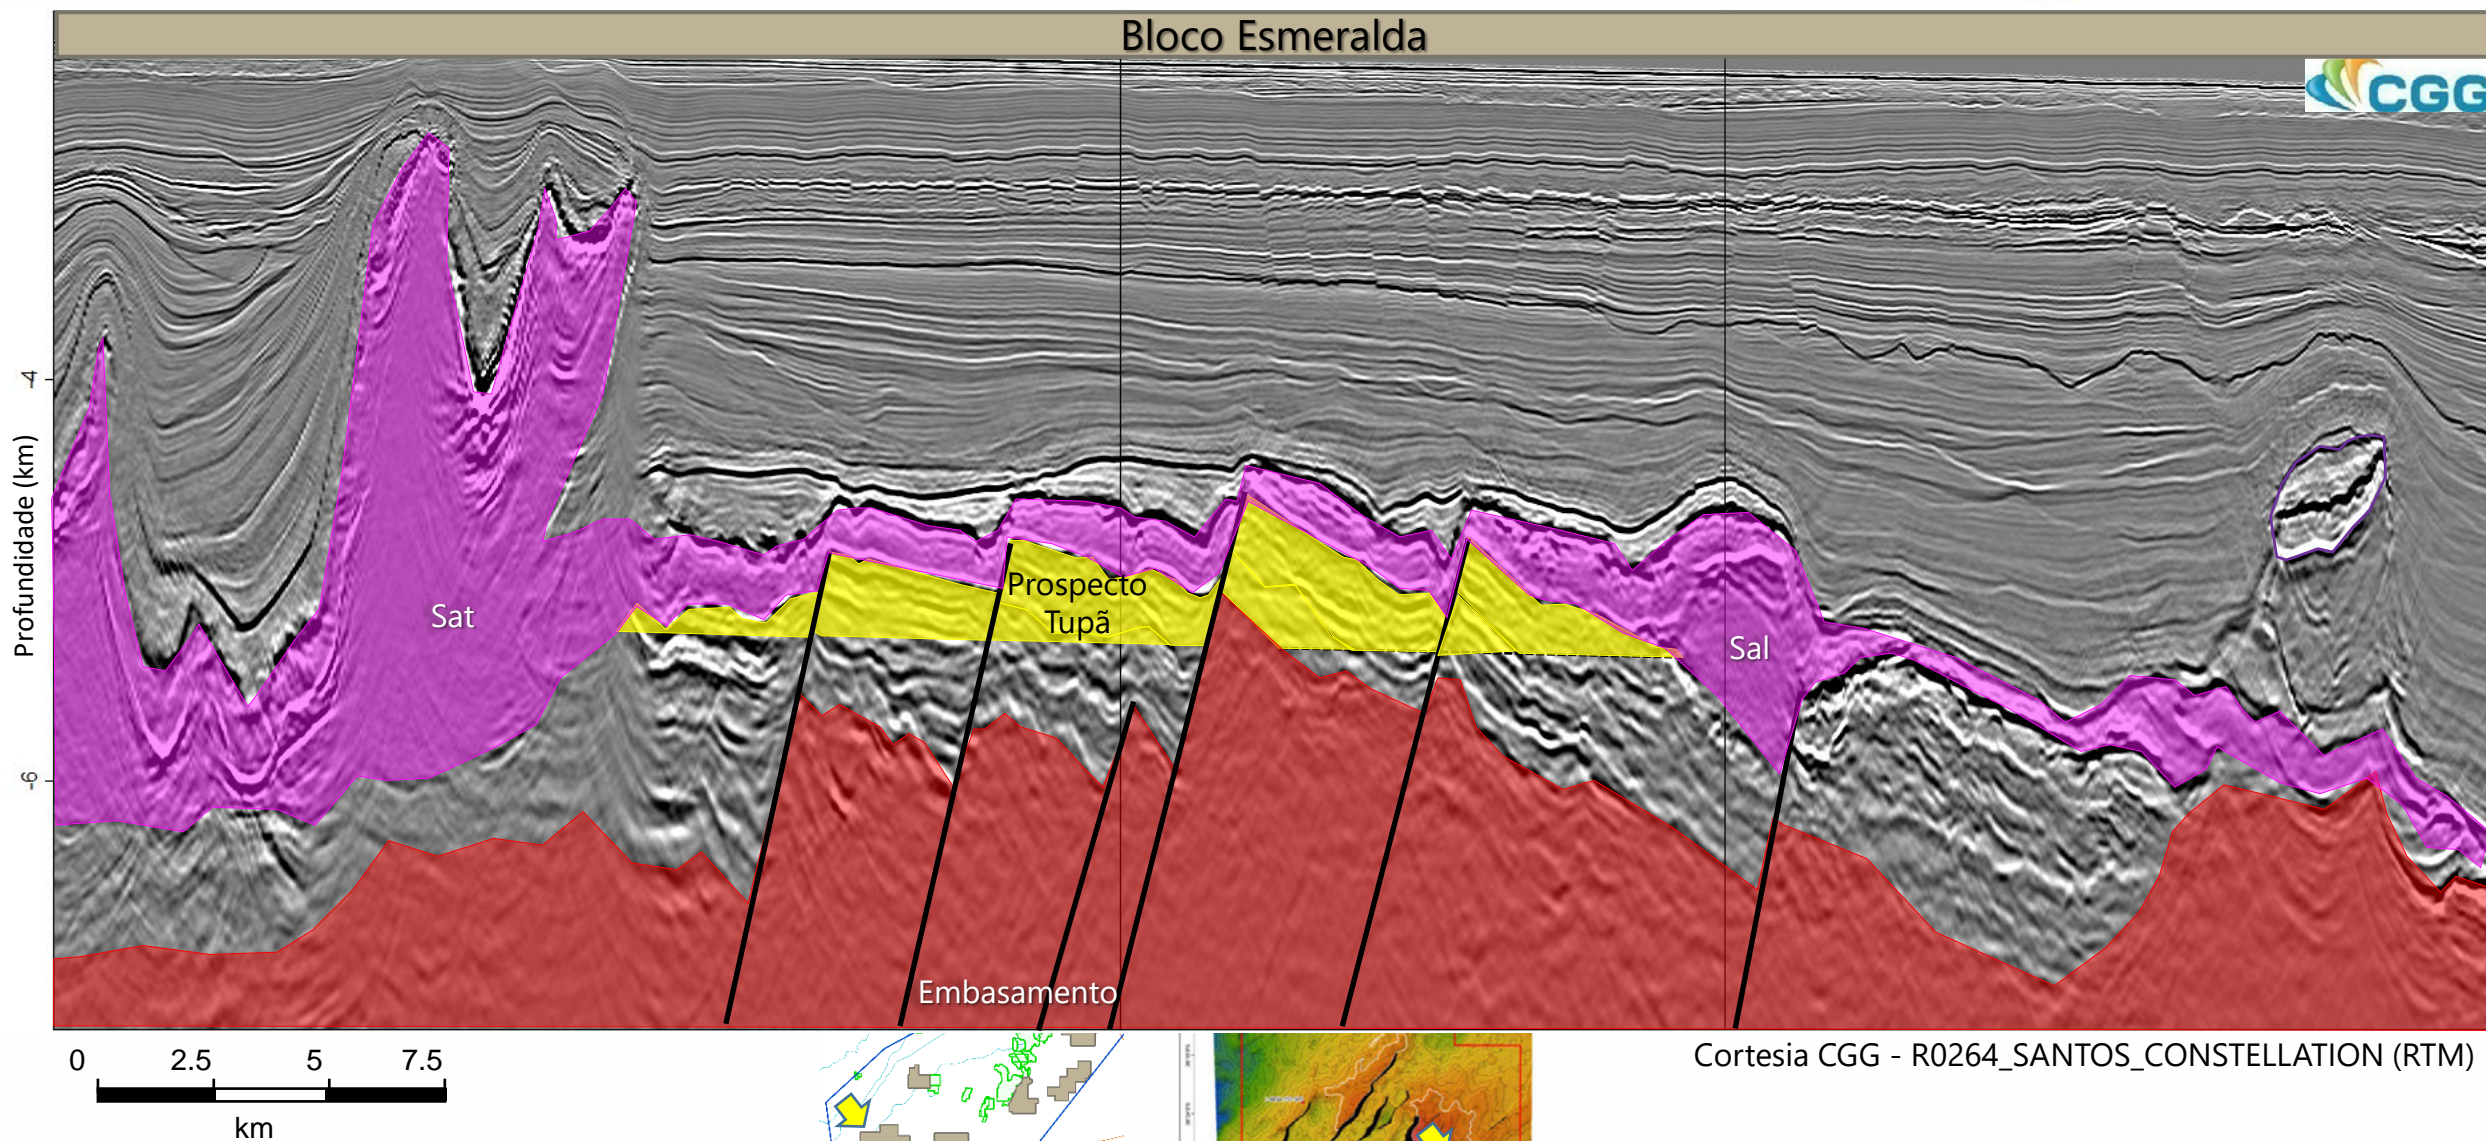 Bloco Esmeralda
CGG
-4
Profundidade (km)
-6
Prospecto
Tupã
Sat
Sal
Embasamento
0 2.5 5 7.5
km
Cortesia CGG - R0264_SANTOS_CONSTELLATION (RTM)